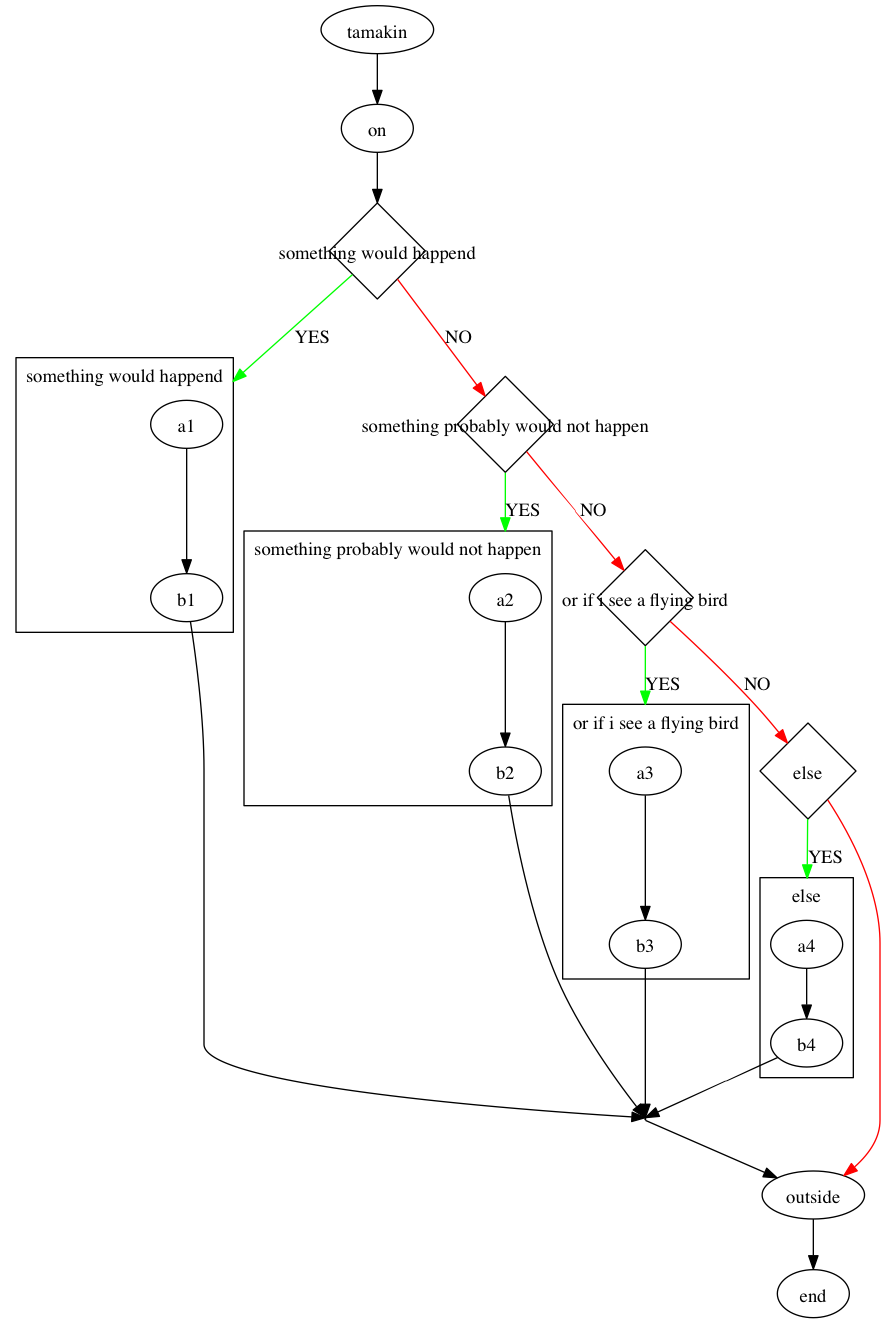 tamakin
on
something would happend
YES
NO
something would happend
a1
b1
something probably would not happen
YES
NO
something probably would not happen
a2
b2
or if i see a flying bird
YES
NO
or if i see a flying bird
a3
b3
else
YES
else
a4
b4
outside
end